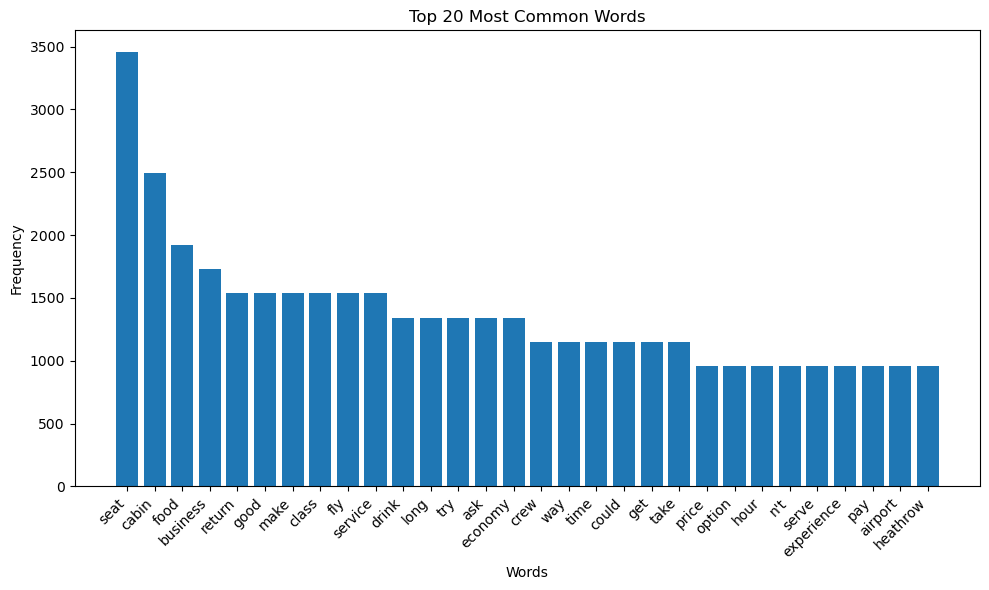 Top 20 Most Common Words
Frequency
3500
3000
2500
2000
1500
1000
500
0
seat
cabin
food
business
return
good
make
class
fly
service
drink
long
try
ask
economy
crew
way
time
could
get
take
price
option
hour
n't
serve
experience
pay
airport
heathrow
Words